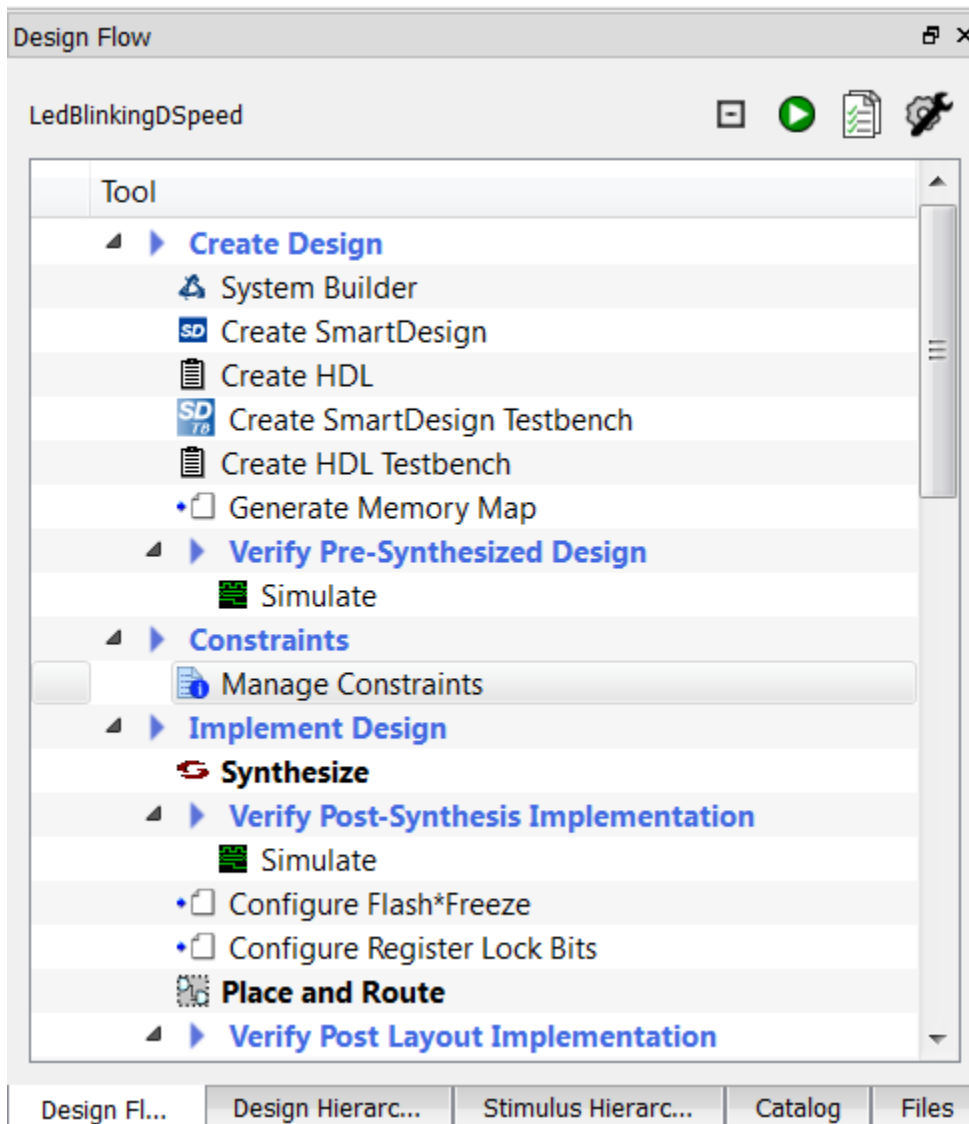 Design Flow
LedBlinkingDSpeed
Tool
Create Design
System Builder
SD Create SmartDesign
Create HDL
SD TB Create SmartDesign Testbench
Create HDL Testbench
Generate Memory Map
Verify Pre-Synthesized Design
Simulate
Constraints
Manage Constraints
Implement Design
Synthesize
Verify Post-Synthesis Implementation
Simulate
Configure Flash*Freeze
Configure Register Lock Bits
Place and Route
Verify Post Layout Implementation
Design Fl... Design Hierarc... Stimulus Hierarc... Catalog Files